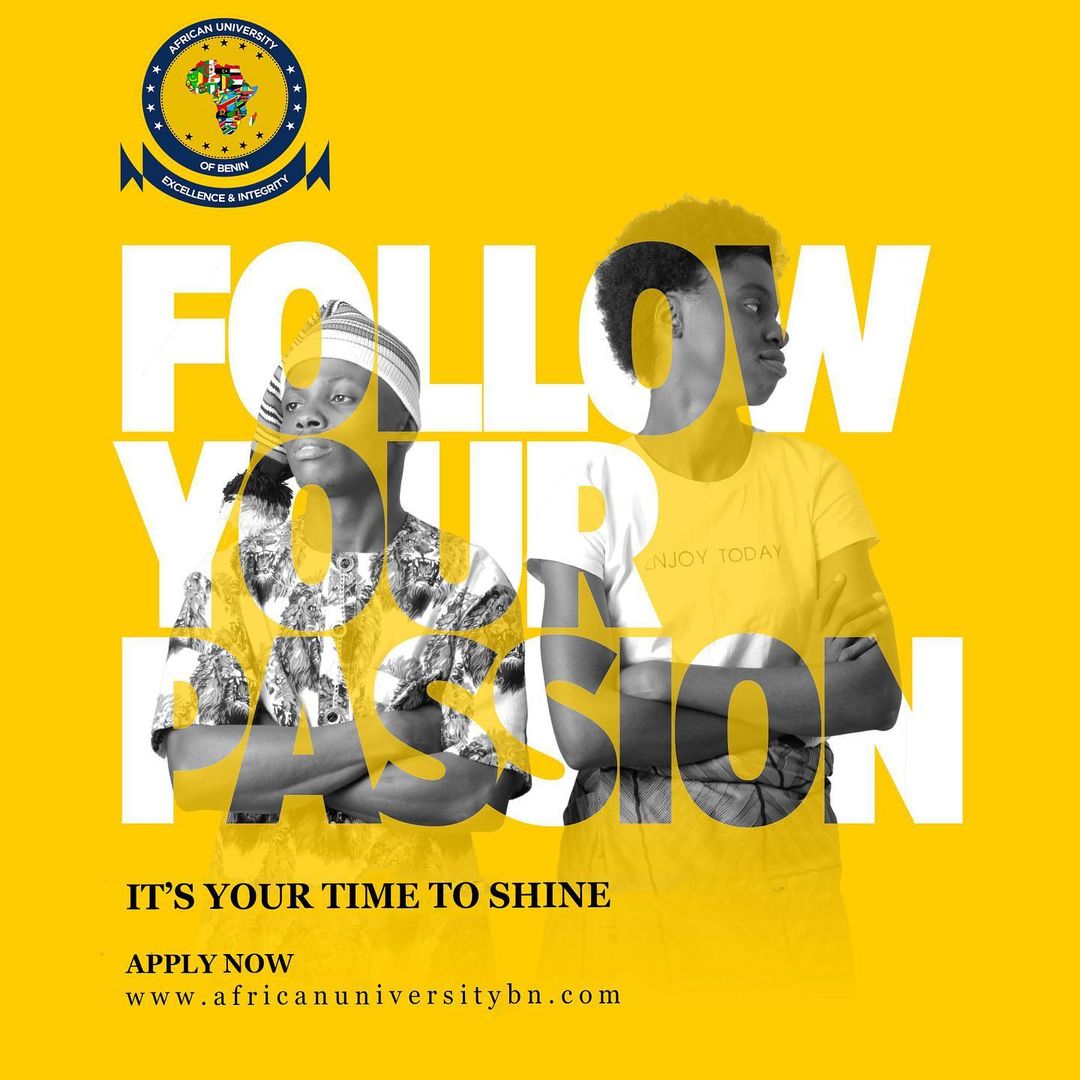 AFRICAN UNIVERSITY
OF BENIN
EXCELLENCE & INTEGRITY
FOLLOW
YOUR
PASSION
ENJOY TODAY
IT'S YOUR TIME TO SHINE
APPLY NOW
www.africanuniversitybn.com